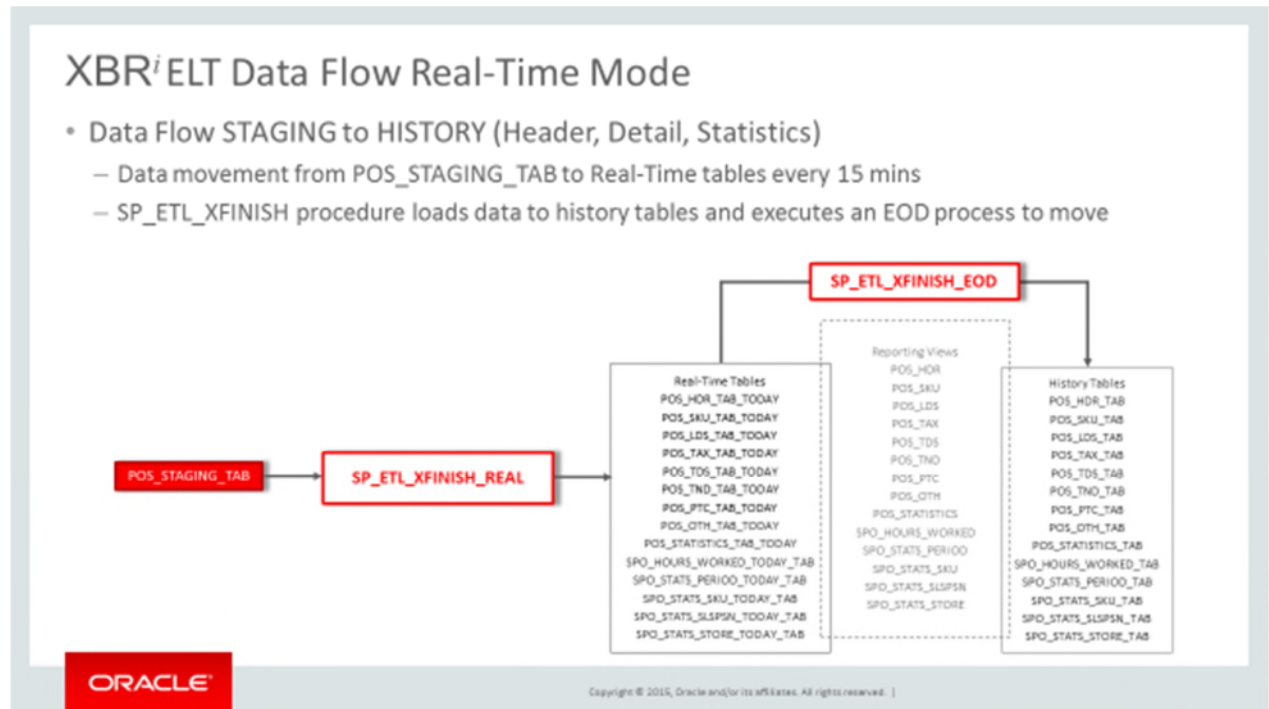 XBRi ELT Data Flow Real-Time Mode
• Data Flow STAGING to HISTORY (Header, Detail, Statistics)
– Data movement from POS_STAGING_TAB to Real-Time tables every 15 mins
– SP_ETL_XFINISH procedure loads data to history tables and executes an EOD process to move
SP_ETL_XFINISH_EOD
POS_STAGING_TAB
SP_ETL_XFINISH_REAL
Real-Time Tables
POS_HDR_TAB_TODAY
POS_SKU_TAB_TODAY
POS_LDS_TAB_TODAY
POS_TAX_TAB_TODAY
POS_TDS_TAB_TODAY
POS_TND_TAB_TODAY
POS_PTC_TAB_TODAY
POS_OTH_TAB_TODAY
POS_STATISTICS_TAB_TODAY
SPO_HOURS_WORKED_TODAY_TAB
SPO_STATS_PERIOD_TODAY_TAB
SPO_STATS_SKU_TODAY_TAB
SPO_STATS_SLSPSN_TODAY_TAB
SPO_STATS_STORE_TODAY_TAB
Reporting Views
POS_HDR
POS_SKU
POS_LDS
POS_TAX
POS_TDS
POS_TND
POS_PTC
POS_OTH
POS_STATISTICS
SPO_HOURS_WORKED
SPO_STATS_PERIOD
SPO_STATS_SKU
SPO_STATS_SLSPSN
SPO_STATS_STORE
History Tables
POS_HDR_TAB
POS_SKU_TAB
POS_LDS_TAB
POS_TAX_TAB
POS_TDS_TAB
POS_TND_TAB
POS_PTC_TAB
POS_OTH_TAB
POS_STATISTICS_TAB
SPO_HOURS_WORKED_TAB
SPO_STATS_PERIOD_TAB
SPO_STATS_SKU_TAB
SPO_STATS_SLSPSN_TAB
SPO_STATS_STORE_TAB
ORACLE
Copyright © 2015, Oracle and/or its affiliates. All rights reserved. |